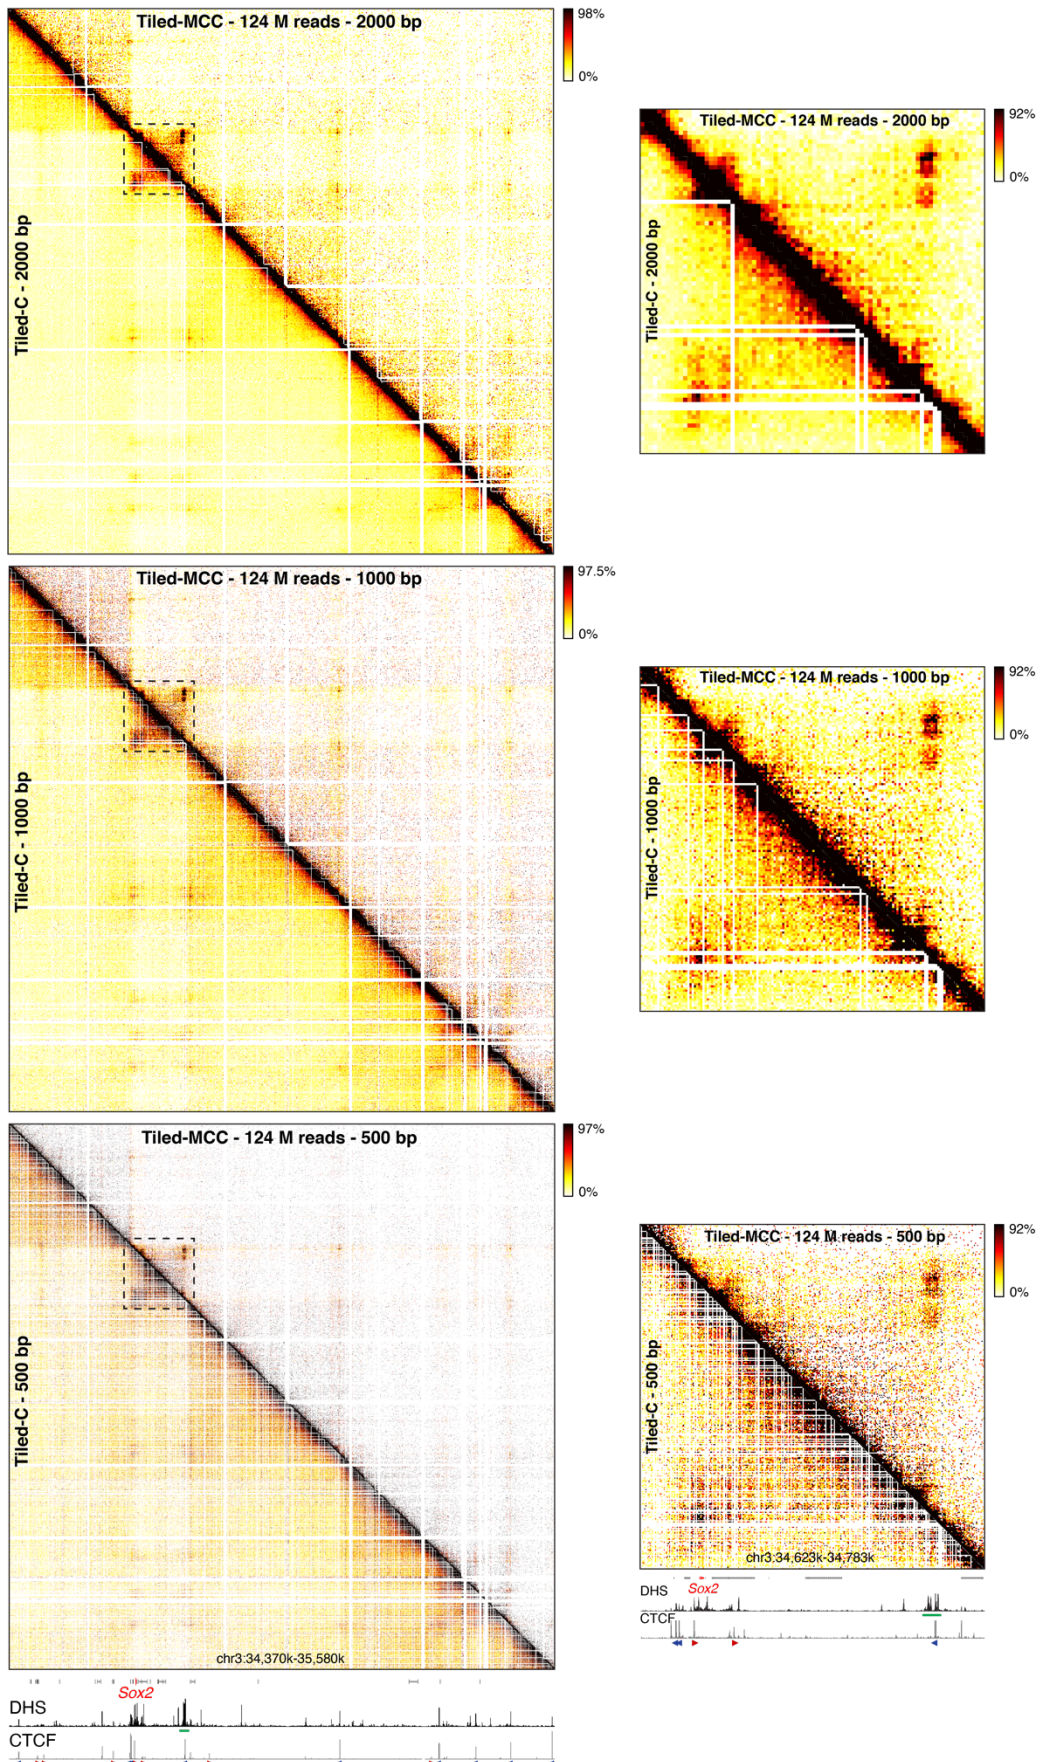 Tiled-MCC - 124 M reads - 2000 bp
98%
0%
Tiled-C - 2000 bp
Tiled-MCC - 124 M reads - 2000 bp
92%
0%
Tiled-C - 2000 bp
Tiled-MCC - 124 M reads - 1000 bp
97.5%
0%
Tiled-C - 1000 bp
Tiled-MCC - 124 M reads - 1000 bp
92%
0%
Tiled-C - 1000 bp
Tiled-MCC - 124 M reads - 500 bp
97%
0%
Tiled-C - 500 bp
chr3:34,370k-35,580k
Sox2
DHS
CTCF
Tiled-MCC - 124 M reads - 500 bp
92%
0%
Tiled-C - 500 bp
chr3:34,623k-34,783k
Sox2
DHS
CTCF